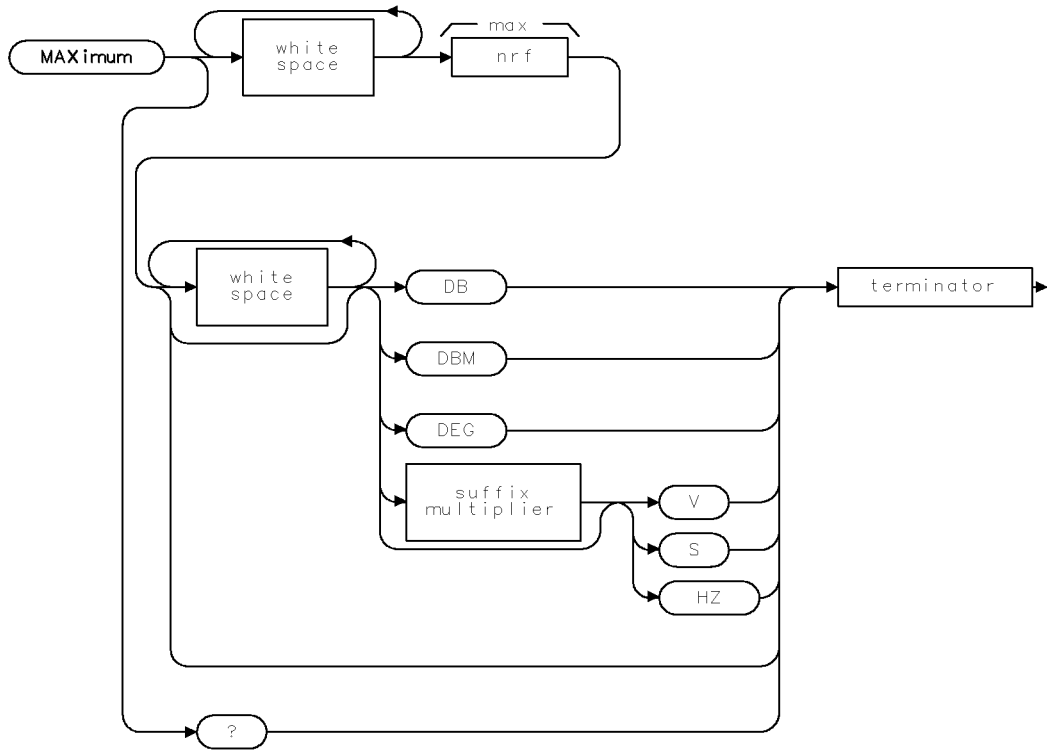 max
MAXimum
white
space
nrf
white
space
DB
terminator
DBM
DEG
suffix
multiplier
V
S
HZ
?